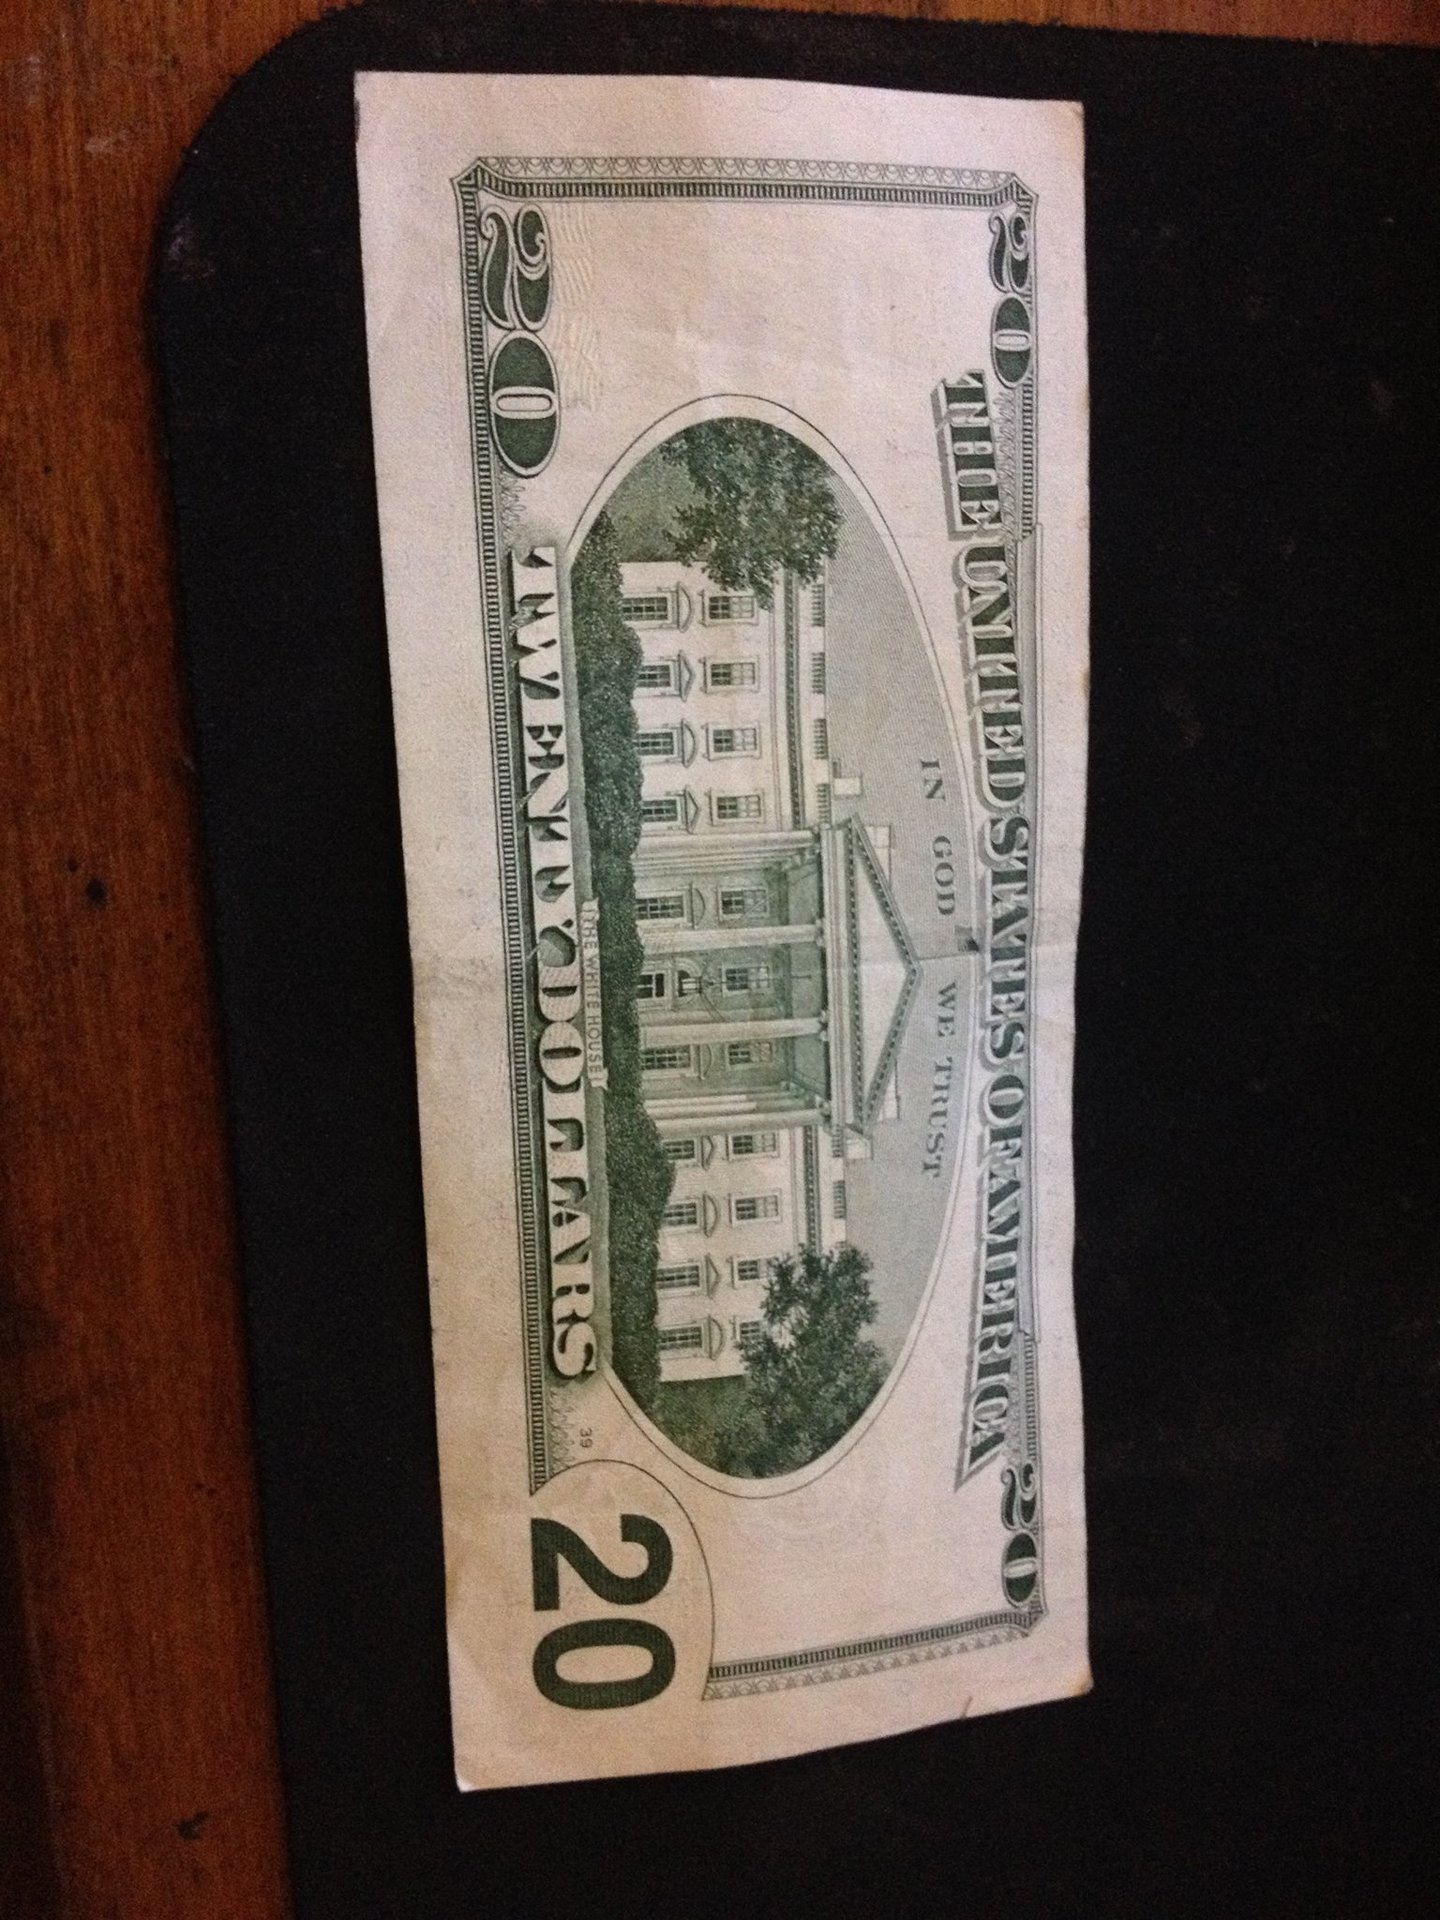 20 THE UNITED STATES OF AMERICA 20
IN GOD WE TRUST
THE WHITE HOUSE
20 TWENTY DOLLARS 39 20